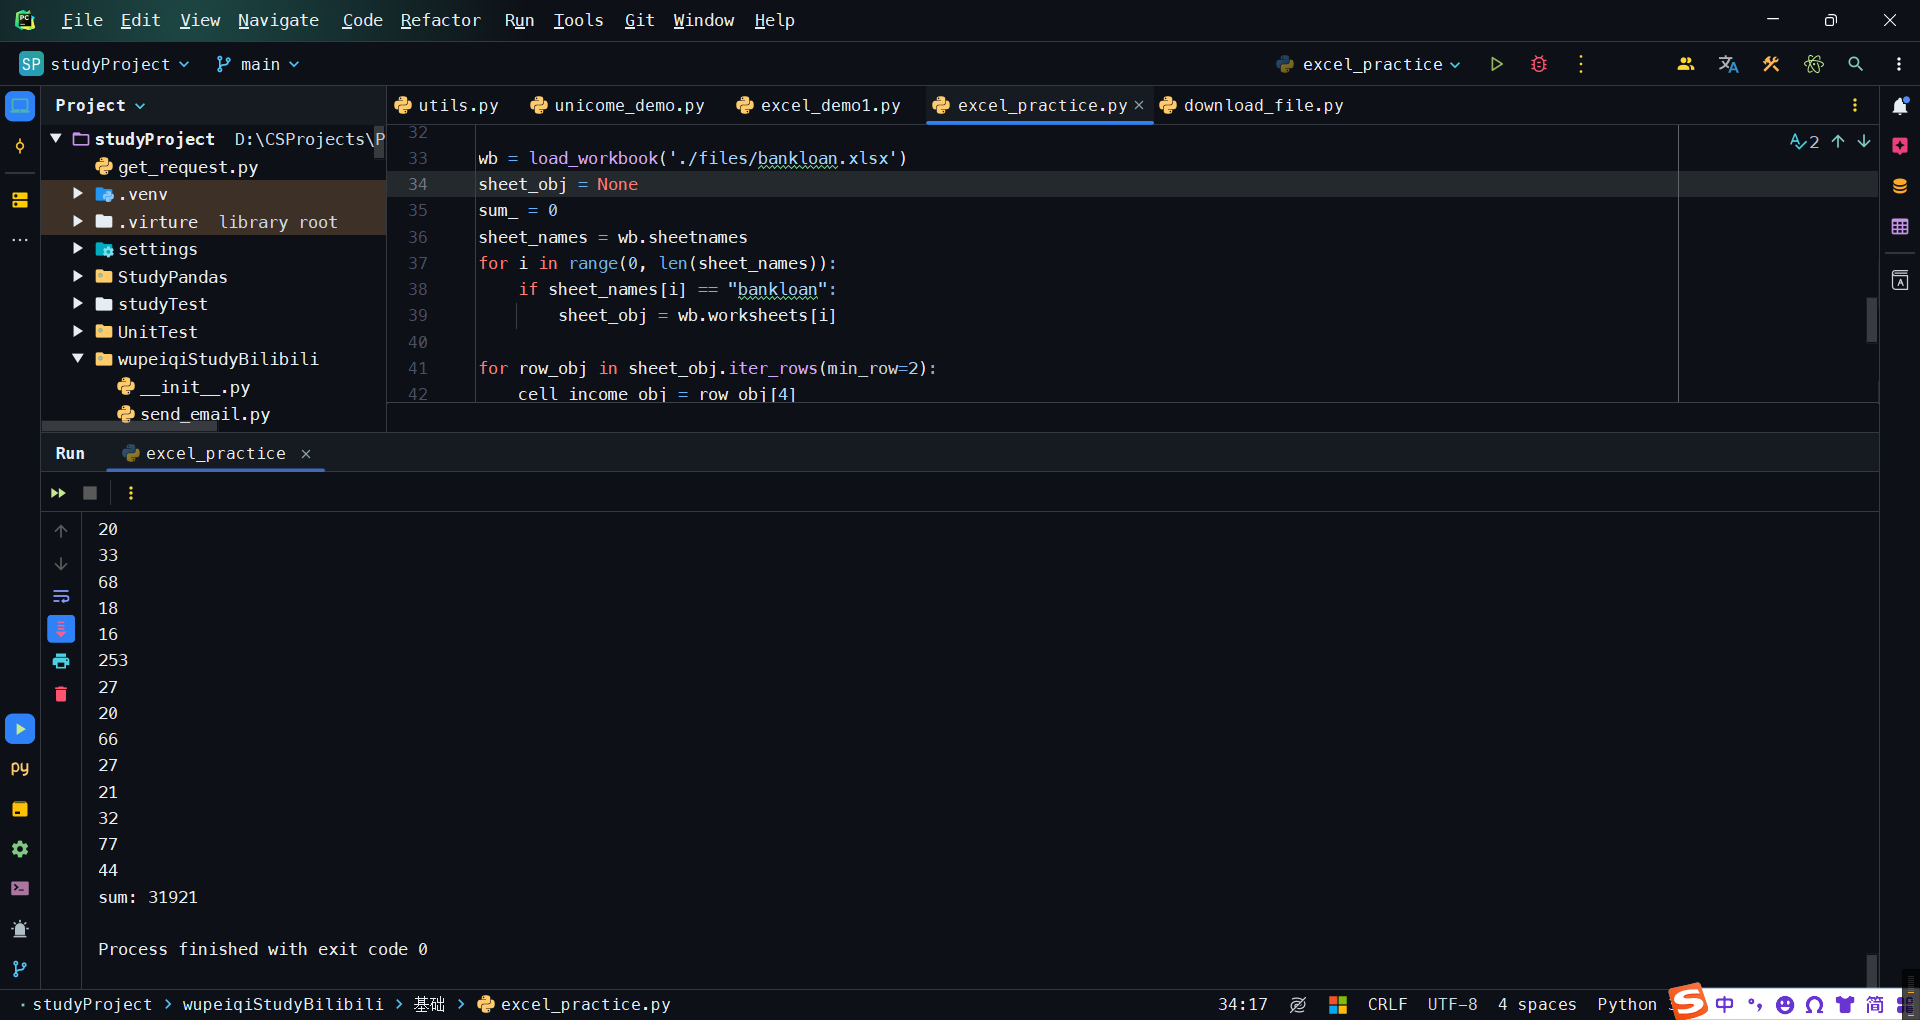 File Edit View Navigate Code Refactor Run Tools Git Window Help
SP studyProject main excel_practice
Project
utils.py unicome_demo.py excel_demo1.py excel_practice.py download_file.py
studyProject D:\CSProjects\P
get_request.py
.venv
.virture library root
settings
StudyPandas
studyTest
UnitTest
wupeiqiStudyBilibili
__init__.py
send_email.py
2
32
33 wb = load_workbook('./files/bankloan.xlsx')
34 sheet_obj = None
35 sum_ = 0
36 sheet_names = wb.sheetnames
37 for i in range(0, len(sheet_names)):
38 if sheet_names[i] == "bankloan":
39 sheet_obj = wb.worksheets[i]
40
41 for row_obj in sheet_obj.iter_rows(min_row=2):
42 cell_income_obj = row_obj[4]
Run excel_practice
20
33
68
18
16
253
27
20
66
27
21
32
77
44
sum: 31921
Process finished with exit code 0
studyProject > wupeiqiStudyBilibili > 基础 > excel_practice.py
34:17 CRLF UTF-8 4 spaces Python
中 简